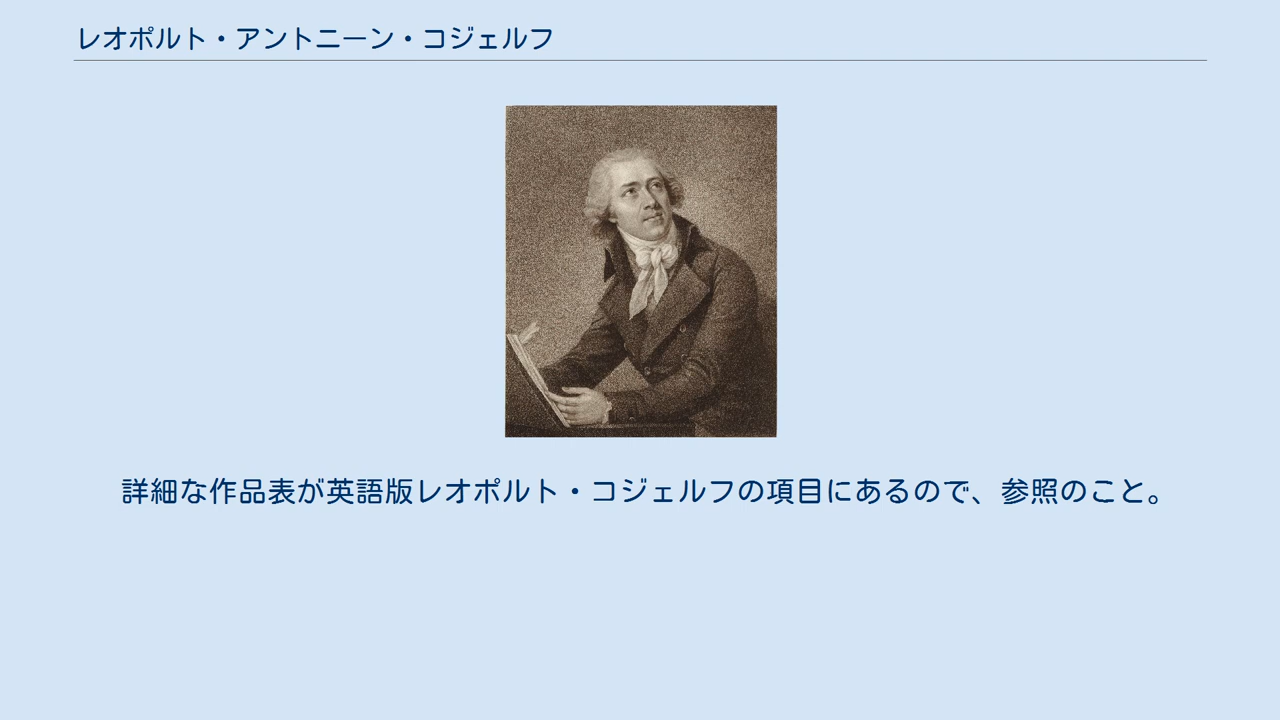 レオポルト・アントニーン・コジェルフ
詳細な作品表が英語版レオポルト・コジェルフの項目にあるので、参照のこと。